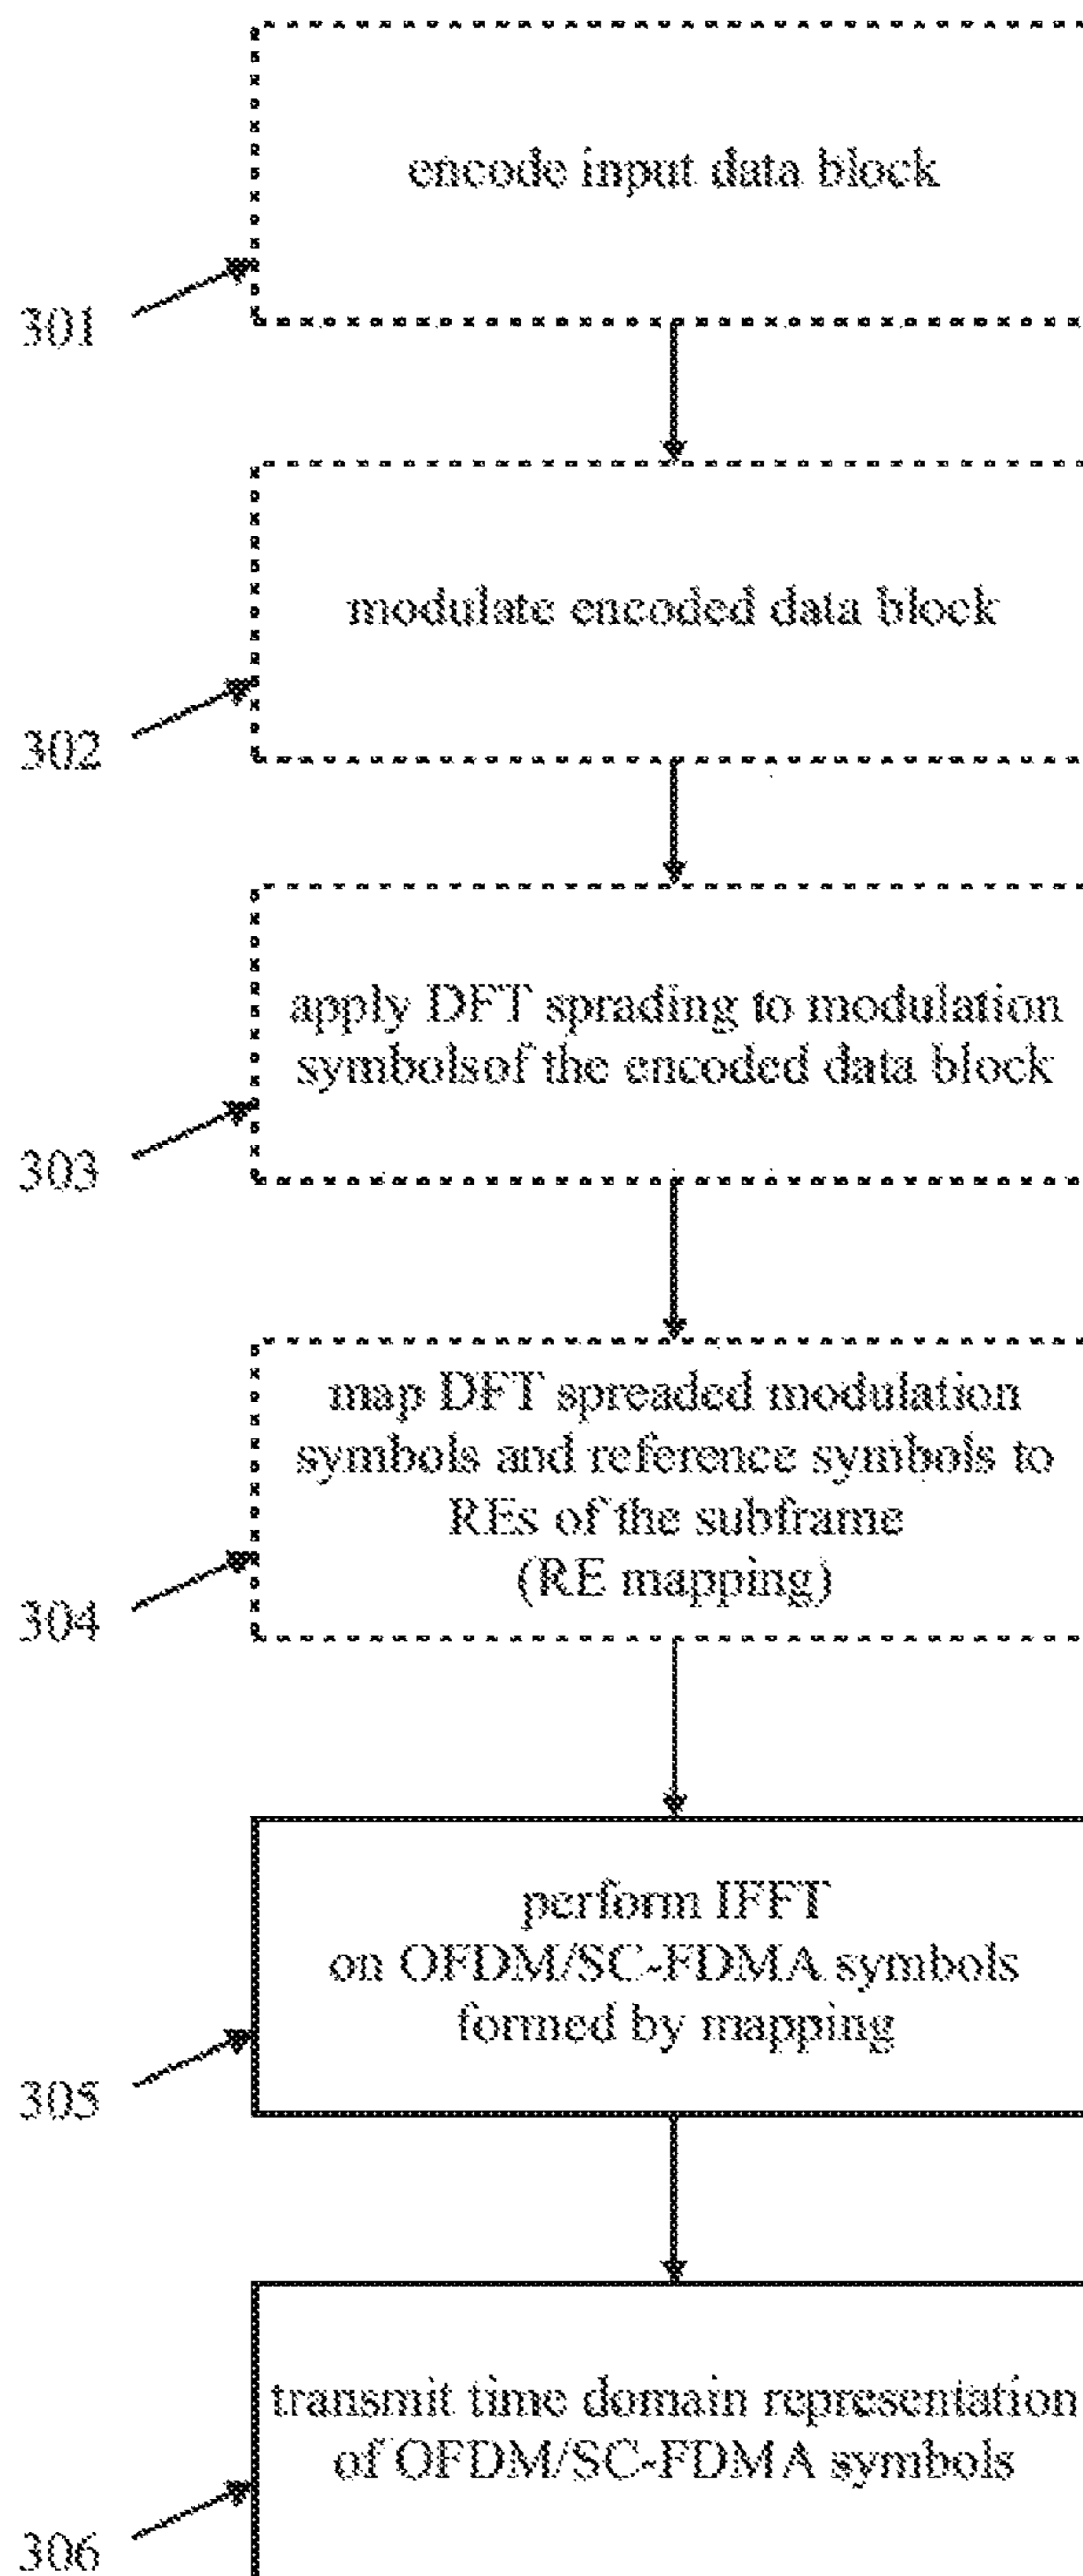 encode input data block
301
modulate encoded data block
302
apply DFT sprading to modulation
symbolsof the encoded data block
303
map DFT spreaded modulation
symbols and reference symbols to
REs of the subframe
(RE mapping)
304
perform IFFT
on OFDM/SC-FDMA symbols
formed by mapping
305
transmit time domain representation
of OFDM/SC-FDMA symbols
306